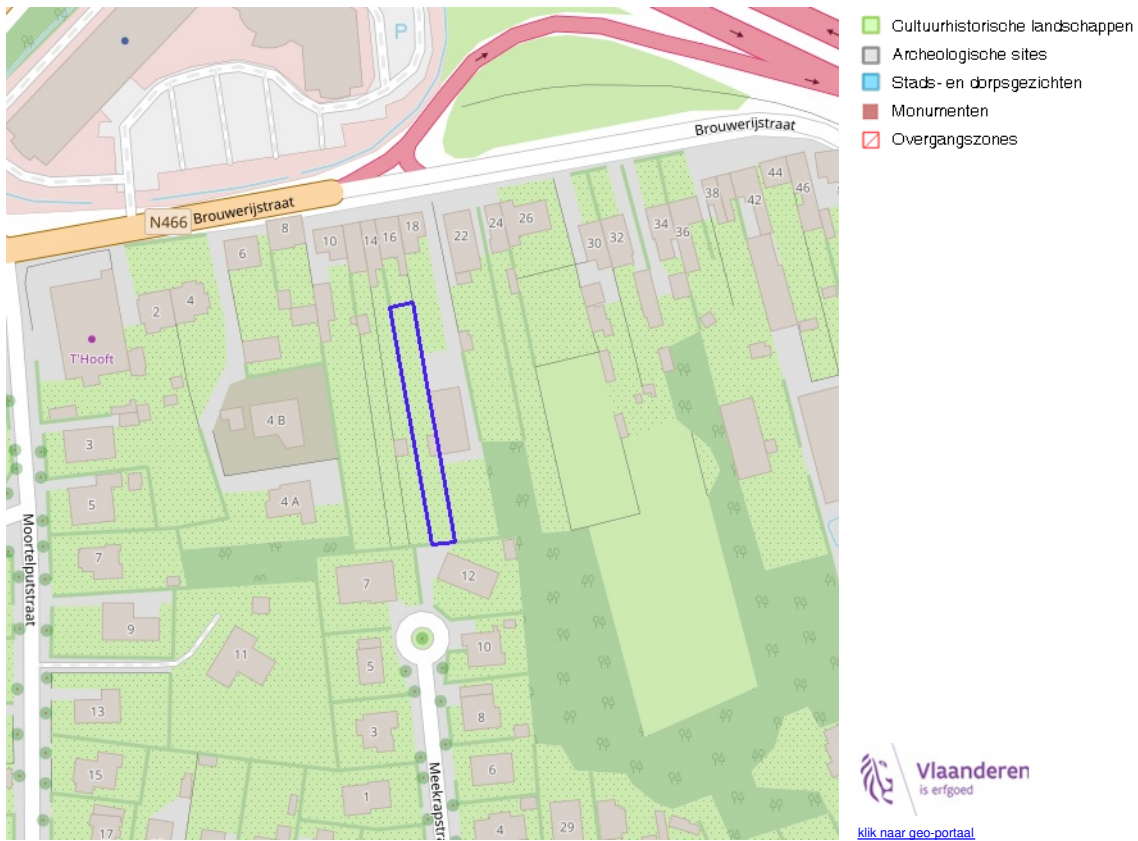 P
Brouwerijstraat
N466 Brouwerijstraat
44
38
46
42
18
26
24
34
8
16
14
22
36
10
32
30
6
4
2
T'Hooft
4 B
3
4 A
5
7
12
7
9
10
11
5
13
8
3
6
15
1
29
4
17
Moortelputstraat
Meekrapstr
Cultuurhistorische landschappen
Archeologische sites
Stads- en dorpsgezichten
Monumenten
Overgangszones
Vlaanderen
is erfgoed
klik naar geo-portaal